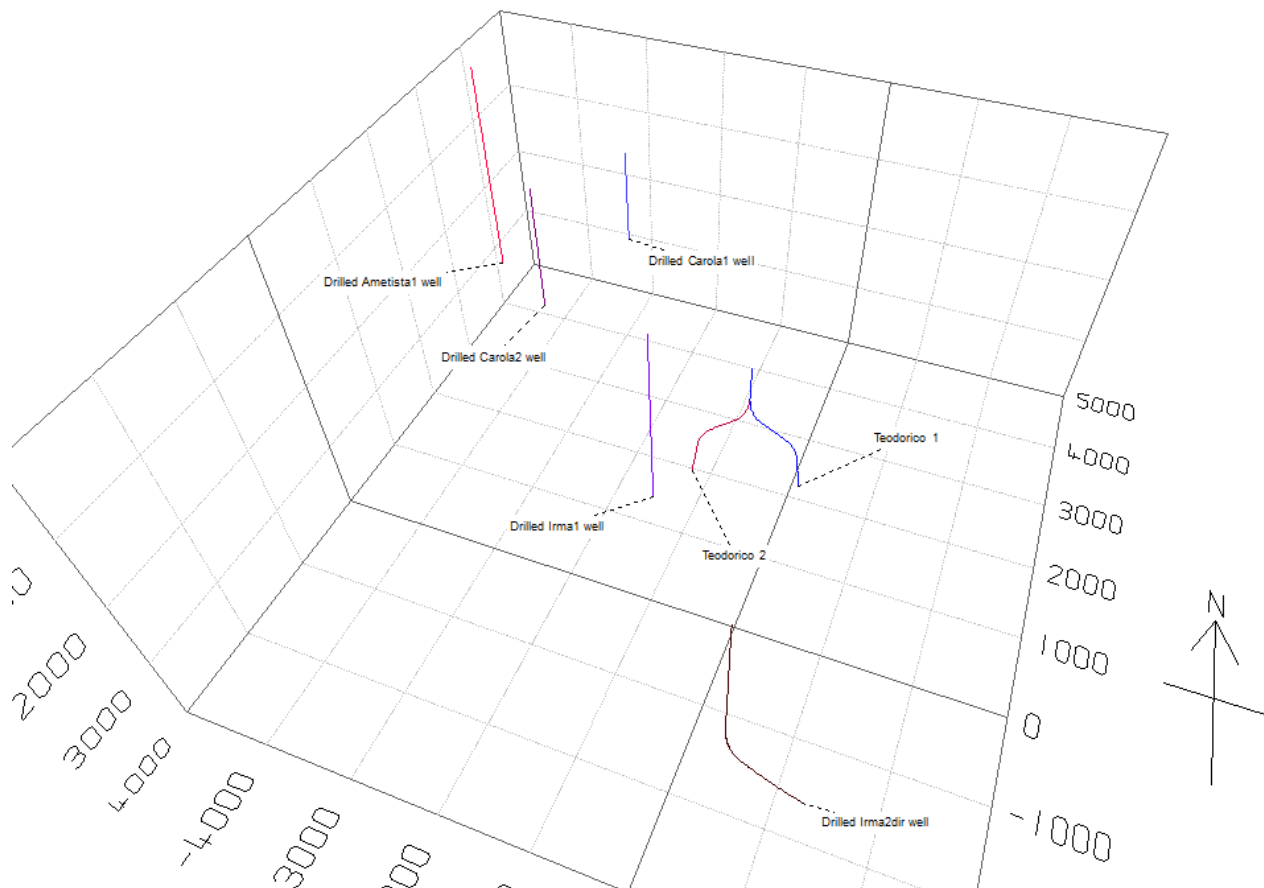 Drilled Carola1 well
Drilled Ametista1 well
Drilled Carola2 well
5000
Teodorico 1
4000
3000
Drilled Irma1 well
Teodorico 2
2000
N
1000
2000
0
3000
4000
-4000
3000
-1000
Drilled Irma2dir well